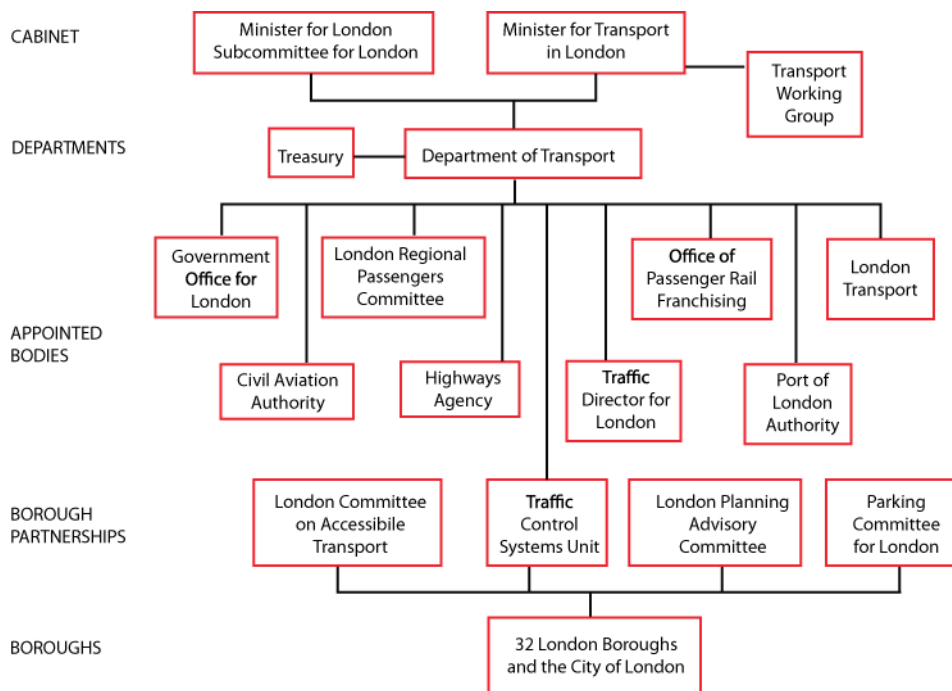 CABINET
Minister for London
Subcommittee for London
Minister for Transport
in London
Transport
Working
Group
DEPARTMENTS
Treasury
Department of Transport
APPOINTED
BODIES
Government
Office for
London
London Regional
Passengers
Committee
Office of
Passenger Rail
Franchising
London
Transport
Civil Aviation
Authority
Highways
Agency
Traffic
Director for
London
Port of
London
Authority
BOROUGH
PARTNERSHIPS
London Committee
on Accessibile
Transport
Traffic
Control
Systems Unit
London Planning
Advisory
Committee
Parking
Committee
for London
BOROUGHS
32 London Boroughs
and the City of London